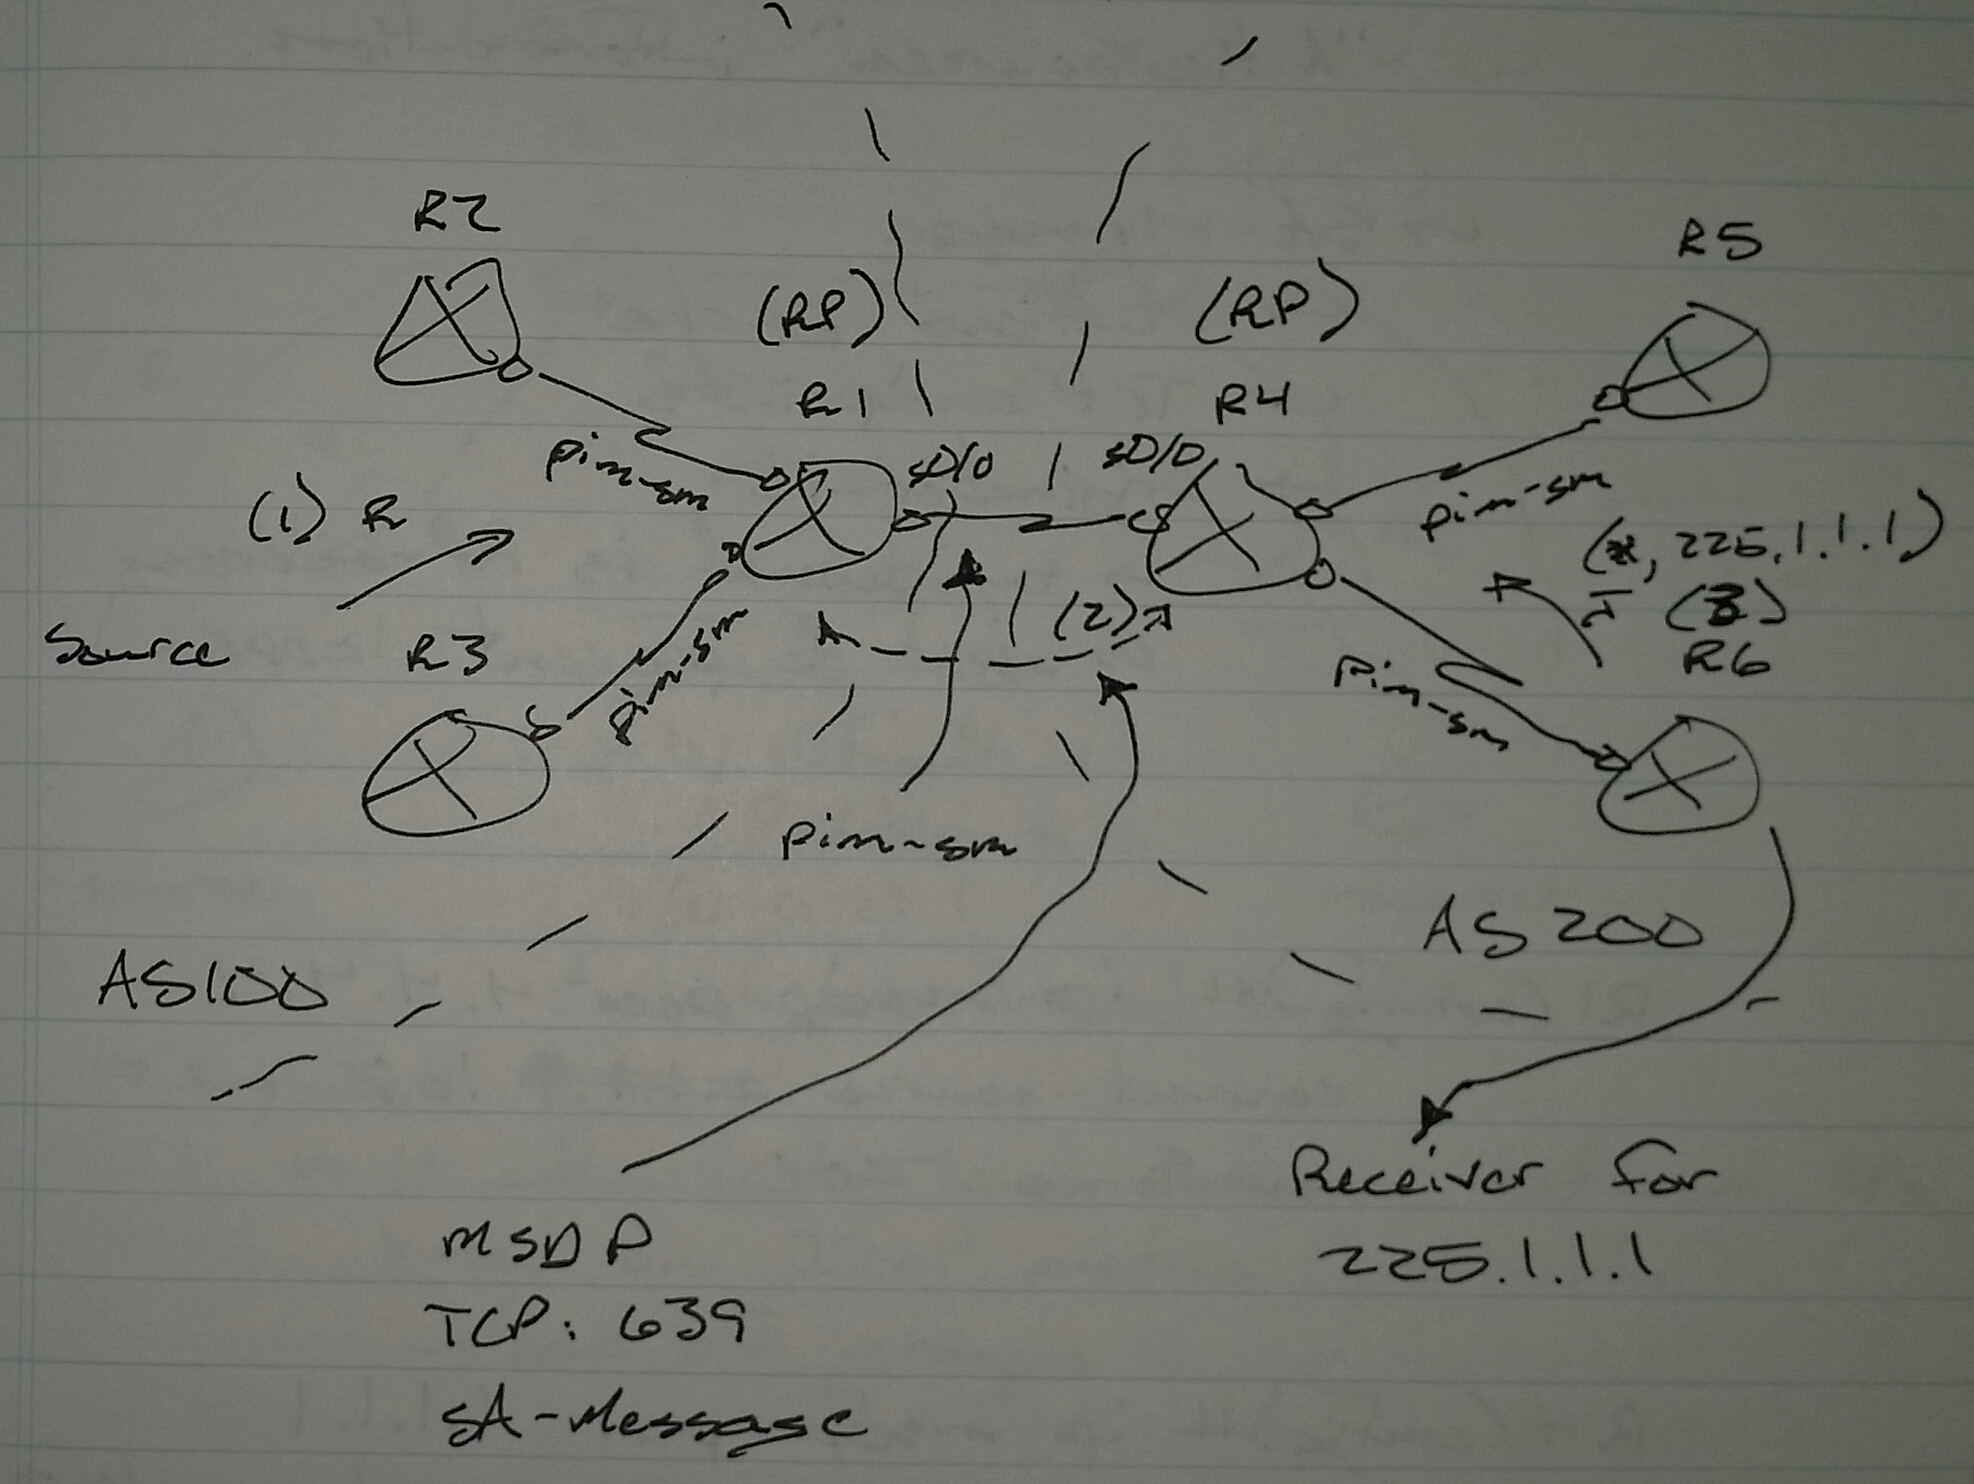 R2
R5
(RP)
(RP)
R1
R4
s0/0
s0/0
pim-sm
pim-sm
(1) R
(*, 225.1.1.1)
(2)
(3)
Source
R3
R6
pim-sm
pim-sm
pim-sm
AS 200
AS100
Receiver for
225.1.1.1
MSDP
TCP: 639
SA-Message